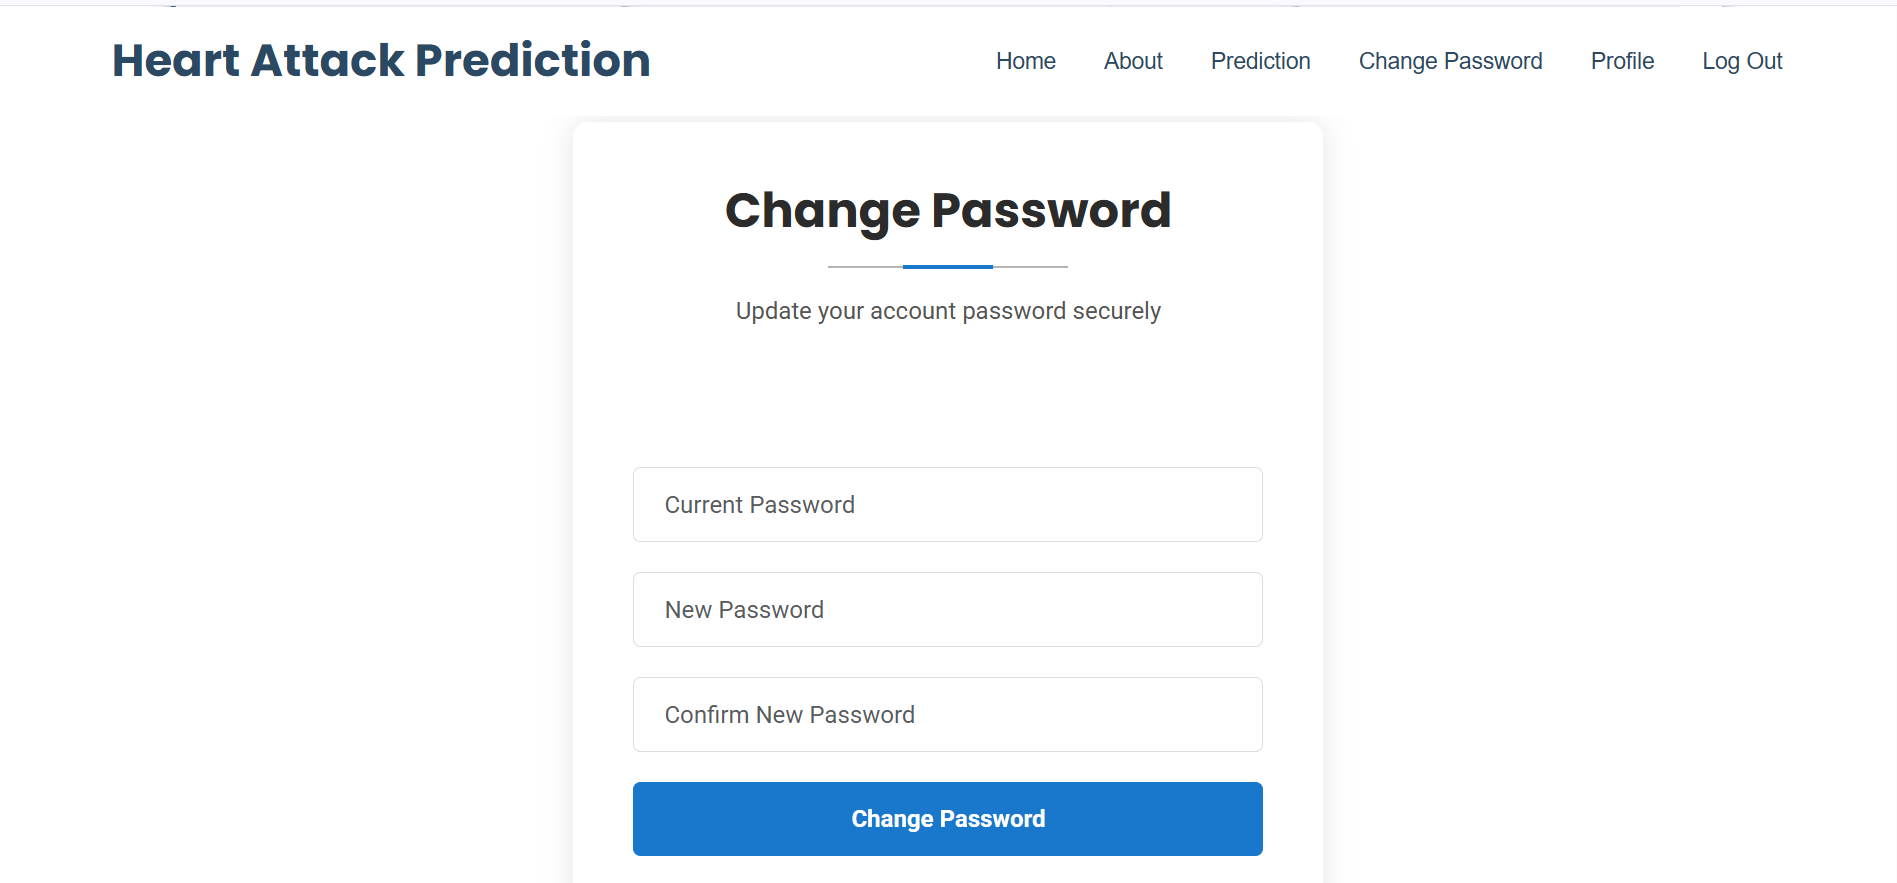 Heart Attack Prediction
Home About Prediction Change Password Profile Log Out
Change Password
Update your account password securely
Current Password
New Password
Confirm New Password
Change Password